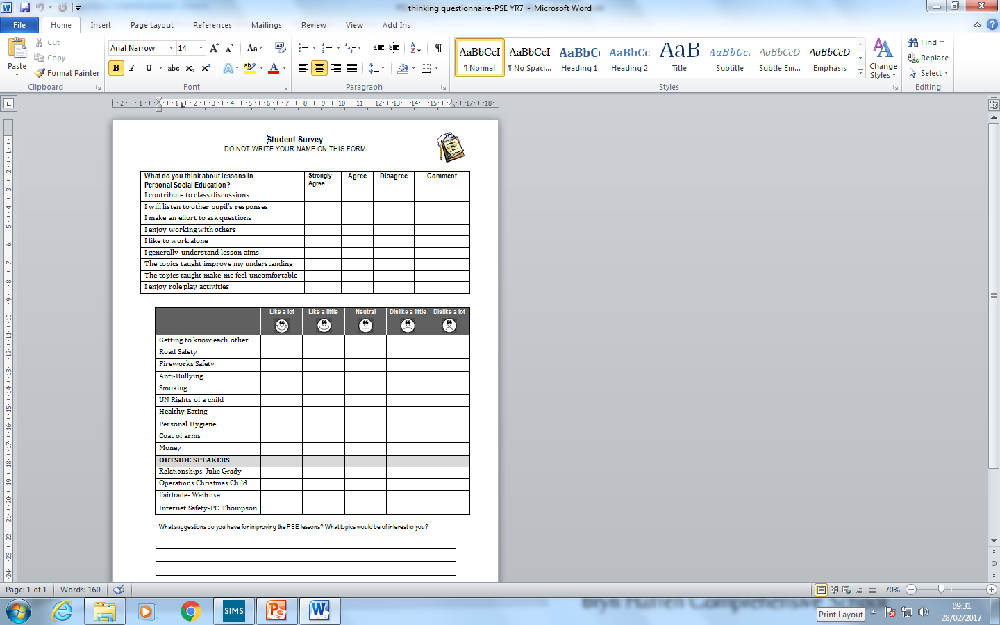 thinking questionnaire-PSE YR7 - Microsoft Word
File Home Insert Page Layout References Mailings Review View Add-Ins
Paste
Cut
Copy
Format Painter
Clipboard
Arial Narrow 14
Font
Paragraph
AaBbCcI AaBbCcI AaBbCc AaBbCc AaB AaBbCcI AaBbCcD AaBbCcD
¶ Normal ¶ No Spaci... Heading 1 Heading 2 Title Subtitle Subtle Em... Emphasis
Change Styles
Styles
Find
Replace
Select
Editing
2 1 1 2 3 4 5 6 7 8 9 10 11 12 13 14 15 17 18
Student Survey
DO NOT WRITE YOUR NAME ON THIS FORM
What do you think about lessons in Personal Social Education? Strongly Agree Agree Disagree Comment
I contribute to class discussions
I will listen to other pupil's responses
I make an effort to ask questions
I enjoy working with others
I like to work alone
I generally understand lesson aims
The topics taught improve my understanding
The topics taught make me feel uncomfortable
I enjoy role play activities
Like a lot Like a little Neutral Dislike a little Dislike a lot
Getting to know each other
Road Safety
Fireworks Safety
Anti-Bullying
Smoking
UN Rights of a child
Healthy Eating
Personal Hygiene
Coat of arms
Money
OUTSIDE SPEAKERS
Relationships-Julie Grady
Operations Christmas Child
Fairtrade- Waitrose
Internet Safety-PC Thompson
What suggestions do you have for improving the PSE lessons? What topics would be of interest to you?
Page: 1 of 1 Words: 160 70%
SIMS
Bryn Hafren Comprehensive School
Print Layout
09:31
28/02/2017